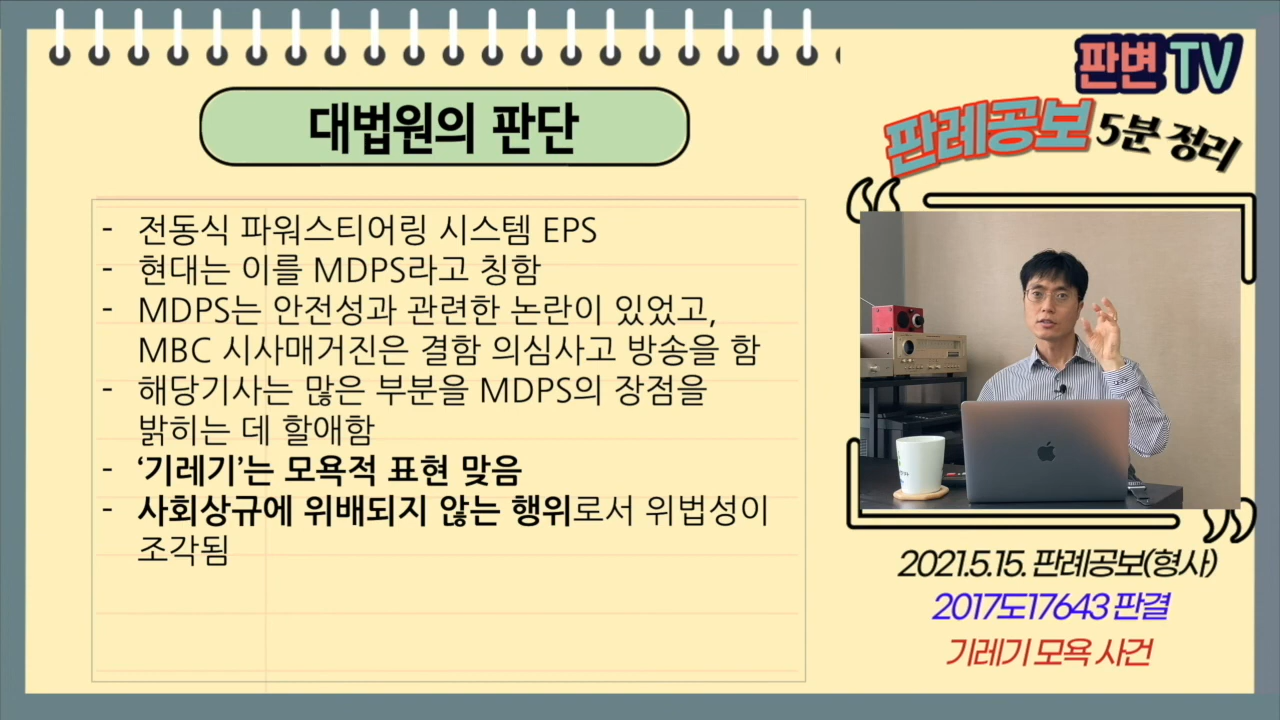 판변 TV
판례공보 5분 정리
대법원의 판단
- 전동식 파워스티어링 시스템 EPS
- 현대는 이를 MDPS라고 칭함
- MDPS는 안전성과 관련한 논란이 있었고,
MBC 시사매거진은 결함 의심사고 방송을 함
- 해당기사는 많은 부분을 MDPS의 장점을
밝히는 데 할애함
- ‘기레기’는 모욕적 표현 맞음
- 사회상규에 위배되지 않는 행위로서 위법성이
조각됨
2021.5.15. 판례공보(형사)
2017도17643 판결
기레기 모욕 사건